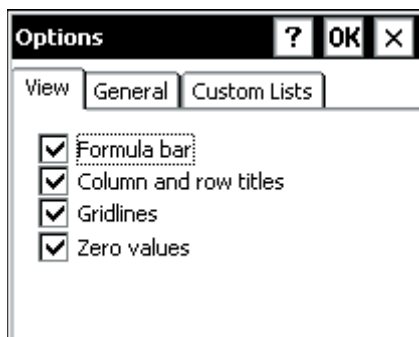 Options ? OK ×
View General Custom Lists
Formula bar
Column and row titles
Gridlines
Zero values